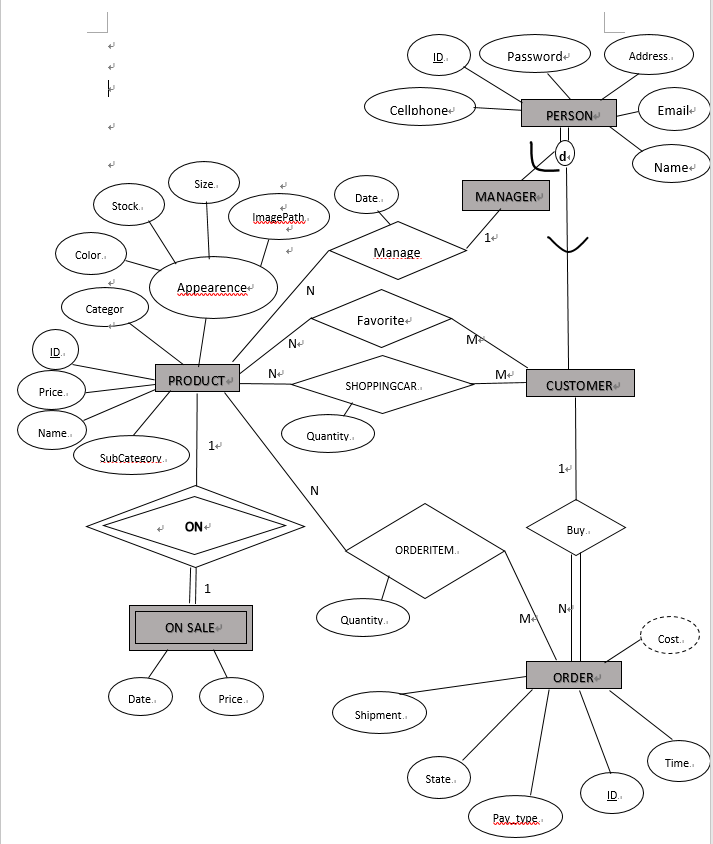 ID
Password
Address
Cellphone
PERSON
Email
Name
d
MANAGER
Size
Stock
Date
ImagePath
Color
Manage
1
Appearence
N
Categor
Favorite
N
M
ID
PRODUCT
N
SHOPPINGCAR
M
CUSTOMER
Price
Name
Quantity
SubCategory
1
1
N
ON
Buy
ORDERITEM
1
N
Quantity
M
ON SALE
Cost
ORDER
Date
Price
Shipment
State
Time
ID
Pay_type